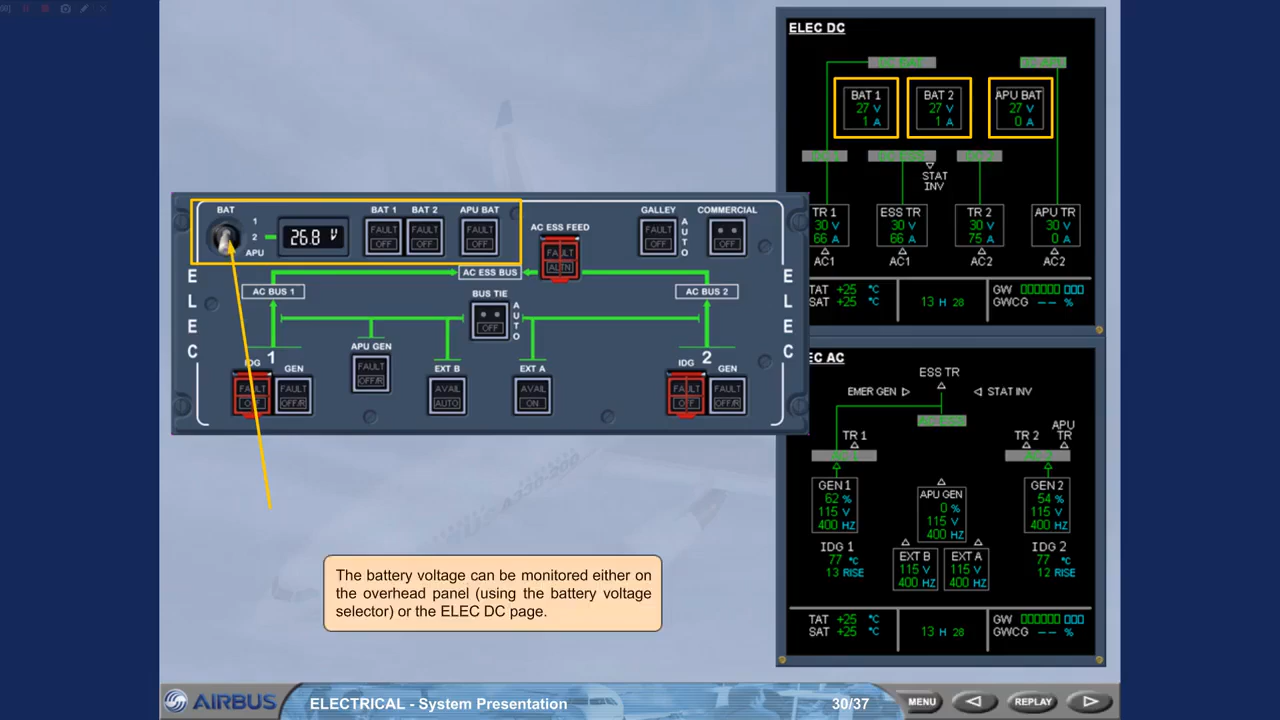 ELEC DC
BAT 1
27 V
1 A
BAT 2
27 V
1 A
APU BAT
27 V
0 A
STAT
INV
TR 1
30 V
66 A
ESS TR
30 V
66 A
TR 2
30 V
75 A
APU TR
30 V
0 A
AC1
AC1
AC2
AC2
TAT +25 °C
SAT +25 °C
13 H 28
GW
GWCG -- %
BAT
1
2
APU
26.8 V
BAT 1
FAULT
OFF
BAT 2
FAULT
OFF
APU BAT
FAULT
OFF
AC ESS FEED
FAULT
ALTN
GALLEY
FAULT
OFF
AUTO
COMMERCIAL
OFF
ELEC
ELEC
AC ESS BUS
AC BUS 1
AC BUS 2
BUS TIE
OFF
AUTO
IDG
1
FAULT
OFF
GEN
FAULT
OFF/R
APU GEN
FAULT
OFF/R
EXT B
AVAIL
AUTO
EXT A
AVAIL
ON
IDG
2
FAULT
OFF
GEN
FAULT
OFF/R
ELEC AC
ESS TR
EMER GEN
STAT INV
TR 1
TR 2
APU
TR
GEN 1
62 %
115 V
400 HZ
APU GEN
0 %
115 V
400 HZ
GEN 2
54 %
115 V
400 HZ
IDG 1
77 °C
13 RISE
EXT B
115 V
400 HZ
EXT A
115 V
400 HZ
IDG 2
77 °C
12 RISE
TAT +25 °C
SAT +25 °C
13 H 28
GW
GWCG -- %
The battery voltage can be monitored either on
the overhead panel (using the battery voltage
selector) or the ELEC DC page.
AIRBUS
ELECTRICAL - System Presentation
30/37
MENU
REPLAY